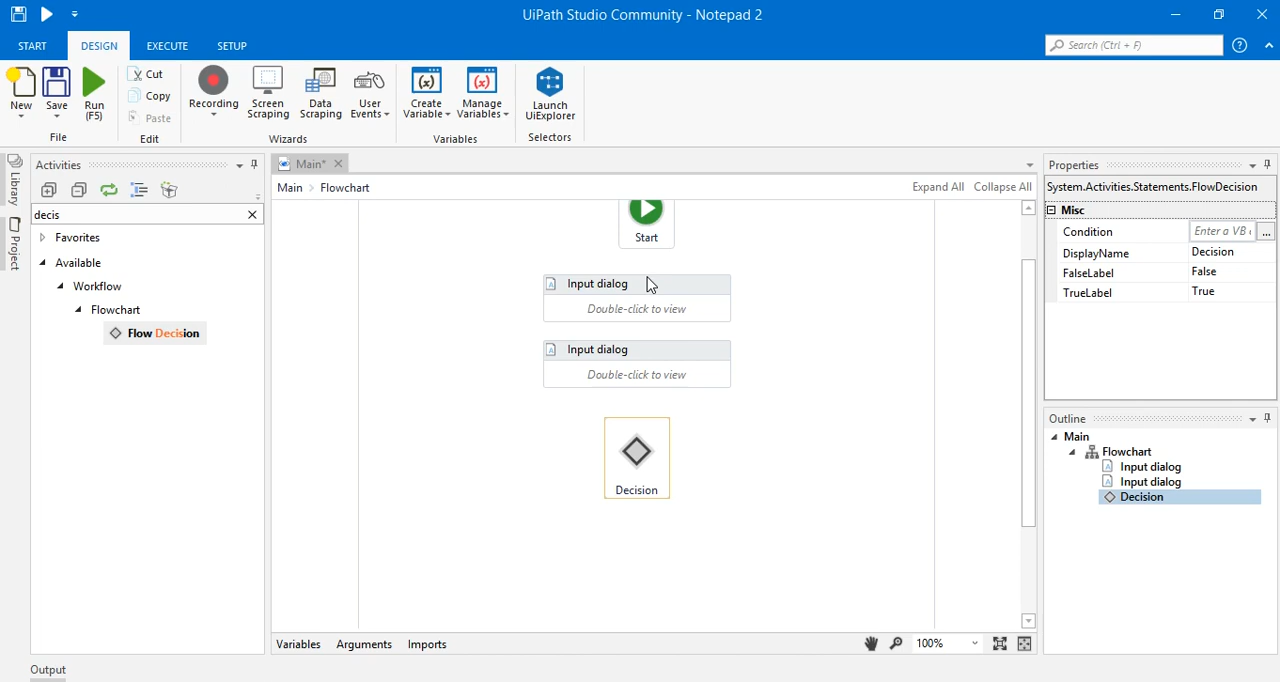 UiPath Studio Community - Notepad 2
START DESIGN EXECUTE SETUP
Search (Ctrl + F)
New
Save
Run
(F5)
File
Cut
Copy
Paste
Edit
Recording
Screen
Scraping
Data
Scraping
User
Events
Wizards
Create
Variable
Manage
Variables
Variables
Launch
UiExplorer
Selectors
Library
Project
Activities
decis
Favorites
Available
Workflow
Flowchart
Flow Decision
Main*
Main > Flowchart
Expand All Collapse All
Start
Input dialog
Double-click to view
Input dialog
Double-click to view
Decision
Variables Arguments Imports
100%
Properties
System.Activities.Statements.FlowDecision
Misc
Condition Enter a VB
DisplayName Decision
FalseLabel False
TrueLabel True
Outline
Main
Flowchart
Input dialog
Input dialog
Decision
Output